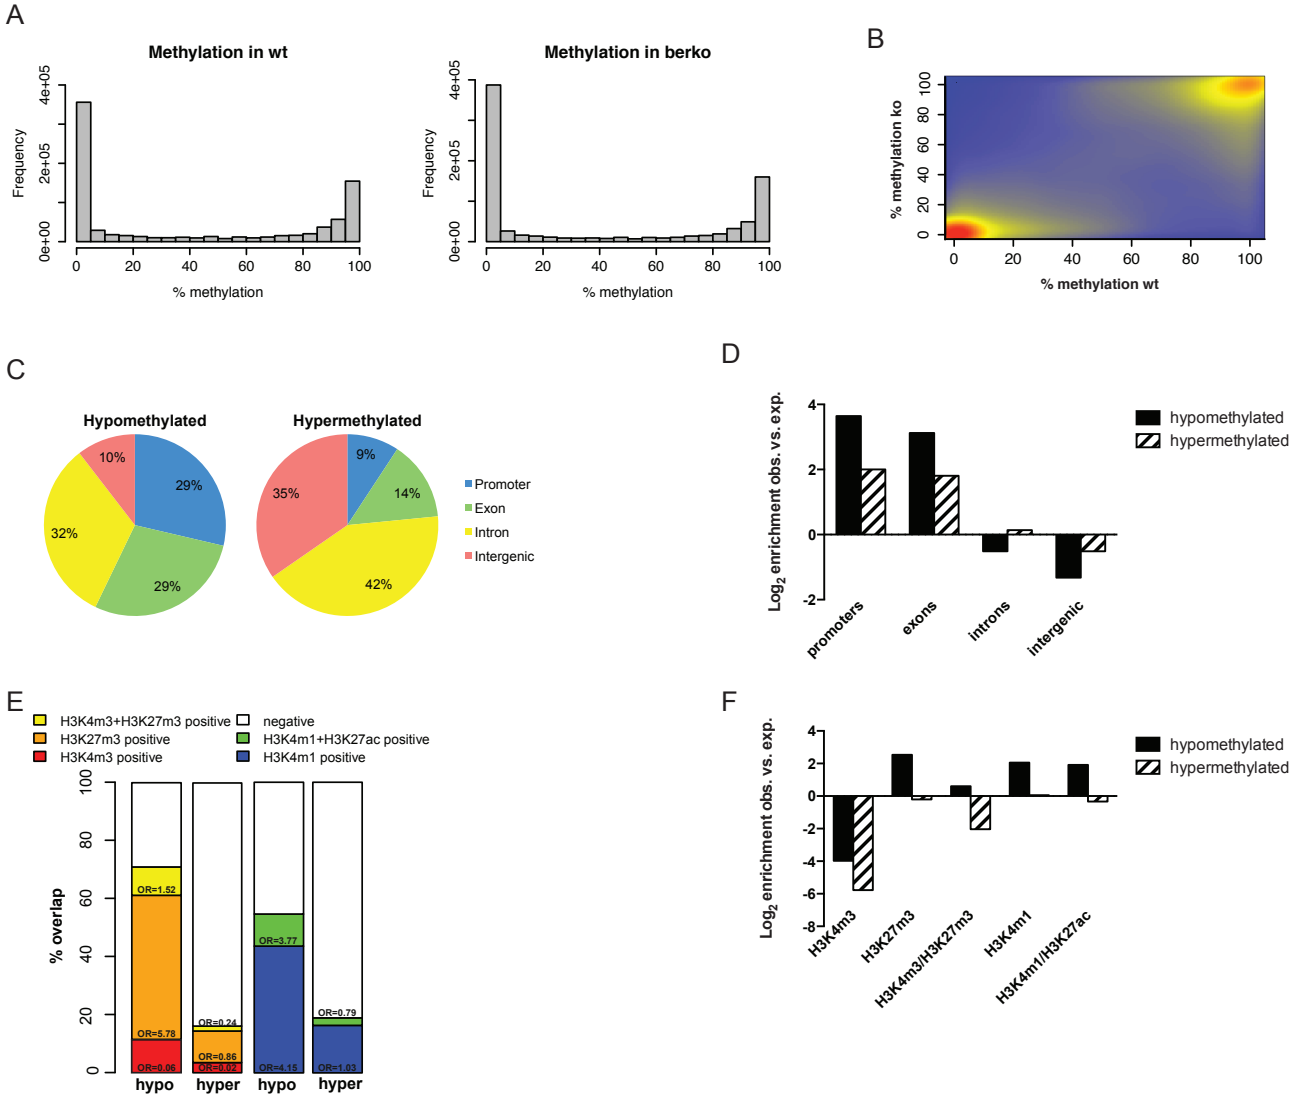 A
Methylation in wt
Frequency
0e+00 2e+05 4e+05
0 20 40 60 80 100
% methylation
Methylation in berko
Frequency
0e+00 2e+05 4e+05
0 20 40 60 80 100
% methylation
B
% methylation ko
0 20 40 60 80 100
0 20 40 60 80 100
% methylation wt
C
Hypomethylated
10%
29%
32%
29%
Hypermethylated
9%
14%
35%
42%
Promoter
Exon
Intron
Intergenic
D
Log2 enrichment obs. vs. exp.
4
2
0
-2
promoters
exons
introns
intergenic
hypomethylated
hypermethylated
E
H3K4m3+H3K27m3 positive
H3K27m3 positive
H3K4m3 positive
negative
H3K4m1+H3K27ac positive
H3K4m1 positive
% overlap
0 20 40 60 80 100
OR=1.52
OR=5.78
OR=0.06
OR=0.24
OR=0.86
OR=0.02
OR=3.77
OR=4.15
OR=0.79
OR=1.03
hypo hyper hypo hyper
F
Log2 enrichment obs. vs. exp.
4
2
0
-2
-4
-6
-8
H3K4m3
H3K27m3
H3K4m3/H3K27m3
H3K4m1
H3K4m1/H3K27ac
hypomethylated
hypermethylated